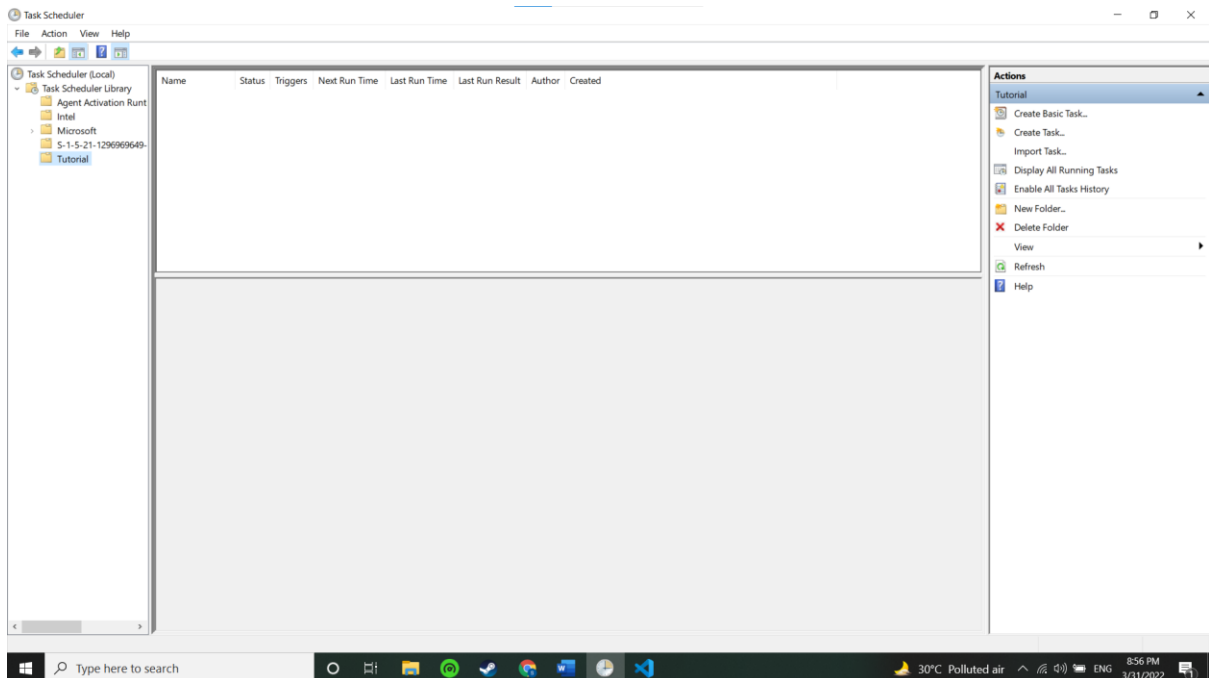 Task Scheduler
File Action View Help
Task Scheduler (Local)
Task Scheduler Library
Agent Activation Runt
Intel
Microsoft
S-1-5-21-1296969649-
Tutorial
Name Status Triggers Next Run Time Last Run Time Last Run Result Author Created
Actions
Tutorial
Create Basic Task...
Create Task...
Import Task...
Display All Running Tasks
Enable All Tasks History
New Folder...
Delete Folder
View
Refresh
Help
Type here to search
30°C Polluted air
ENG
8:56 PM
3/31/2022